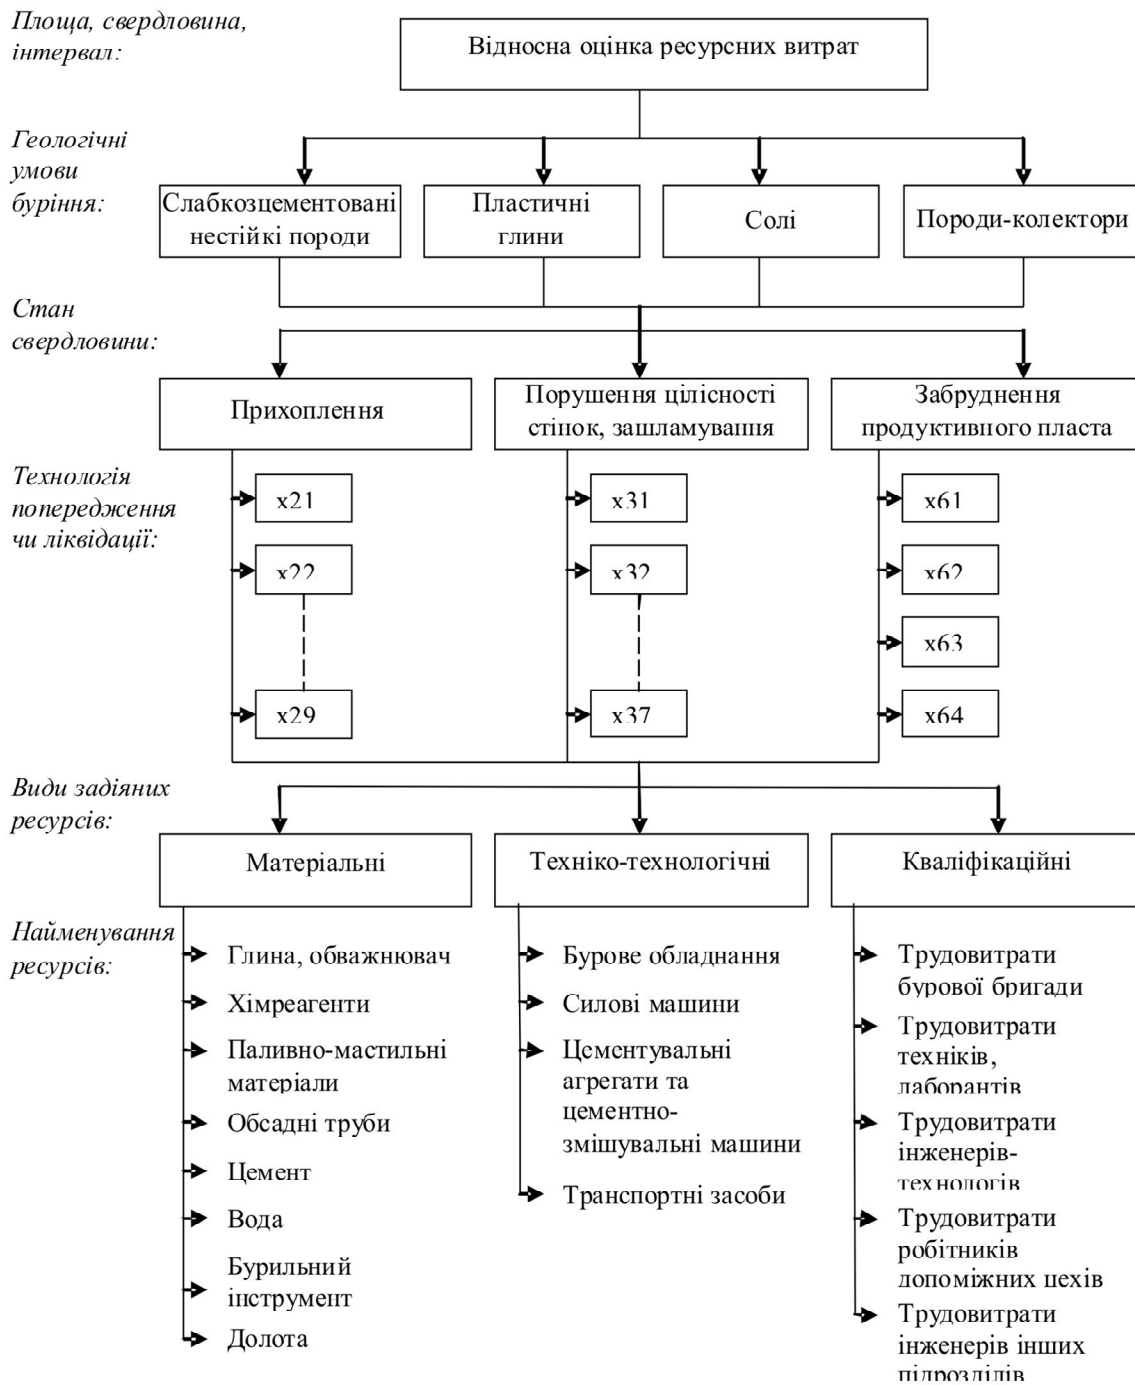 Площа, свердловина,
інтервал:
Відносна оцінка ресурсних витрат
Геологічні
умови
буріння:
Слабкозцементовані
нестійкі породи
Пластичні
глини
Солі
Породи-колектори
Стан
свердловини:
Прихоплення
Порушення цілісності
стінок, зашламування
Забруднення
продуктивного пласта
Технологія
попередження
чи ліквідації:
x21
x22
x29
x31
x32
x37
x61
x62
x63
x64
Види задіяних
ресурсів:
Матеріальні
Техніко-технологічні
Кваліфікаційні
Найменування
ресурсів:
Глина, обважнювач
Хімреагенти
Паливно-мастильні
матеріали
Обсадні труби
Цемент
Вода
Бурильний
інструмент
Долота
Бурове обладнання
Силові машини
Цементувальні
агрегати та
цементно-
змішувальні машини
Транспортні засоби
Трудовитрати
бурової бригади
Трудовитрати
техніків,
лаборантів
Трудовитрати
інженерів-
технологів
Трудовитрати
робітників
допоміжних цехів
Трудовитрати
інженерів інших
підрозділів